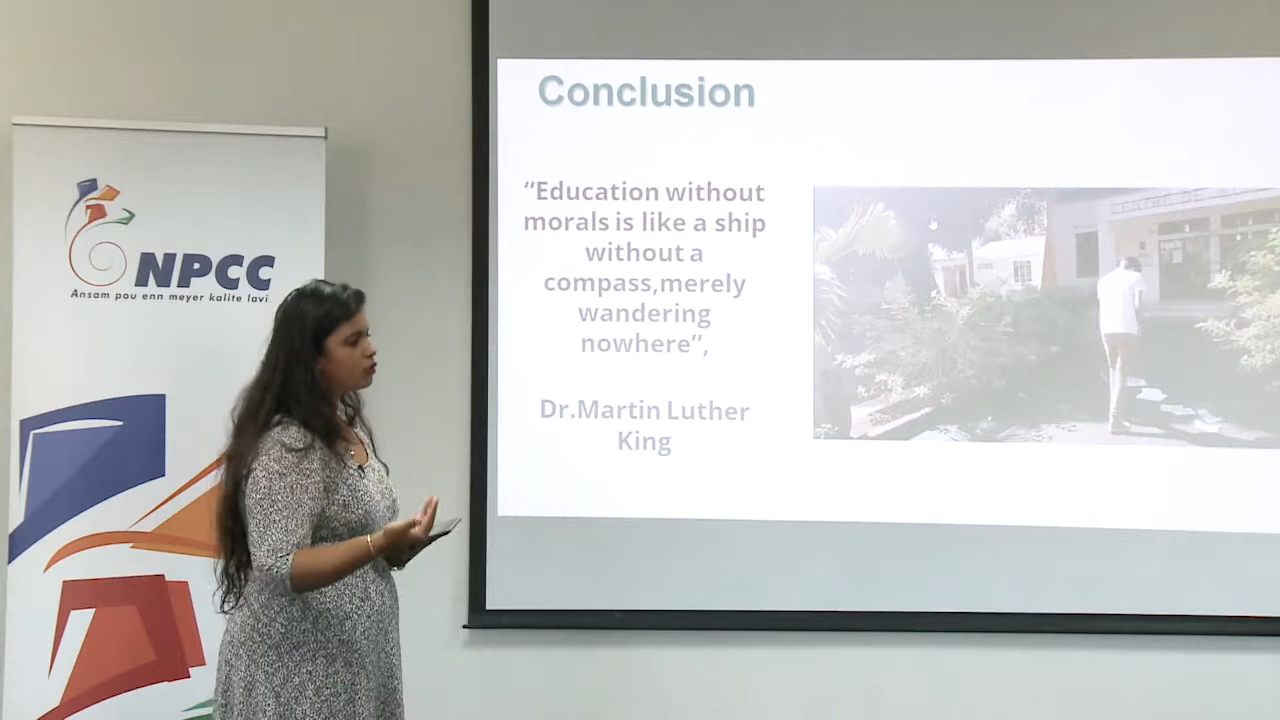 NPCC
Ansam pou enn meyer kalite lavi
Conclusion
“Education without
morals is like a ship
without a
compass,merely
wandering
nowhere”,
Dr.Martin Luther
King